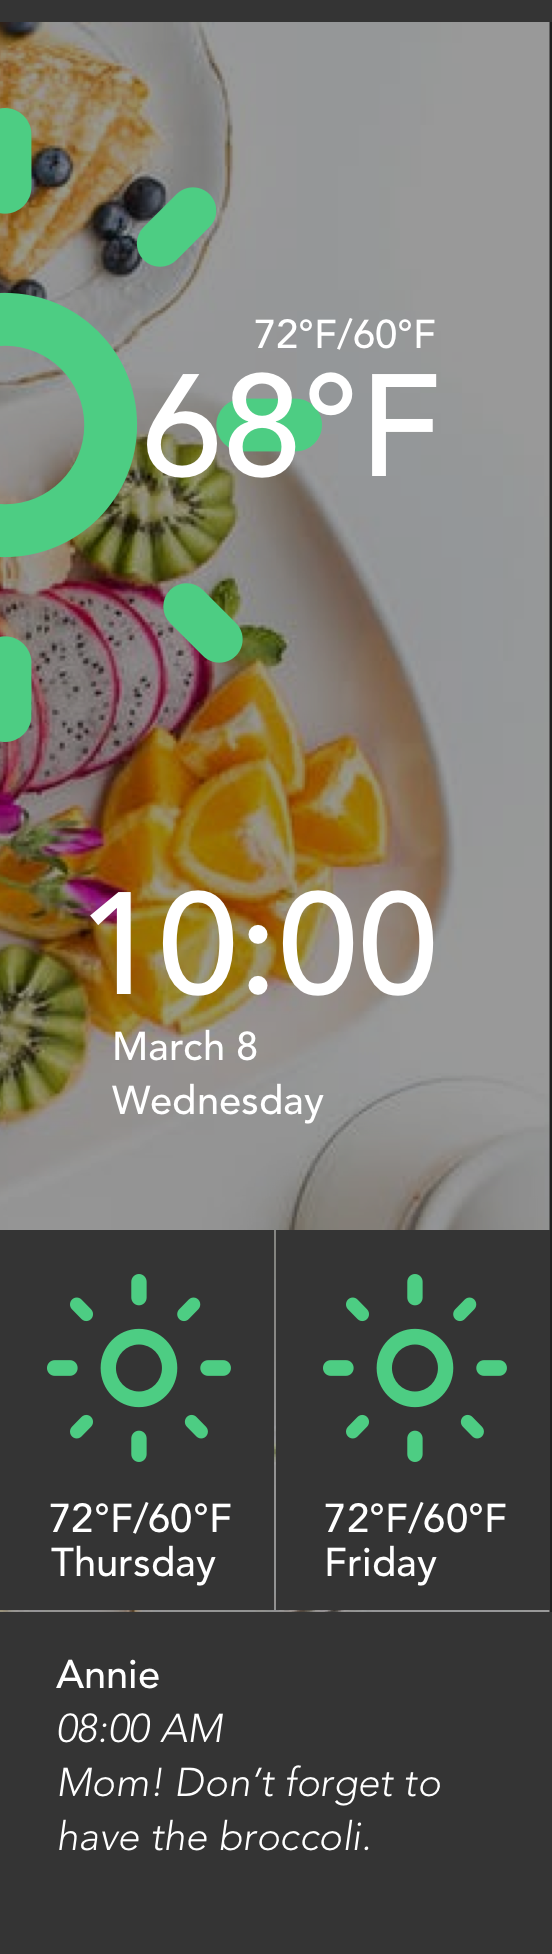 72°F/60°F
68°F
10:00
March 8
Wednesday
72°F/60°F
Thursday
72°F/60°F
Friday
Annie
08:00 AM
Mom! Don’t forget to
have the broccoli.